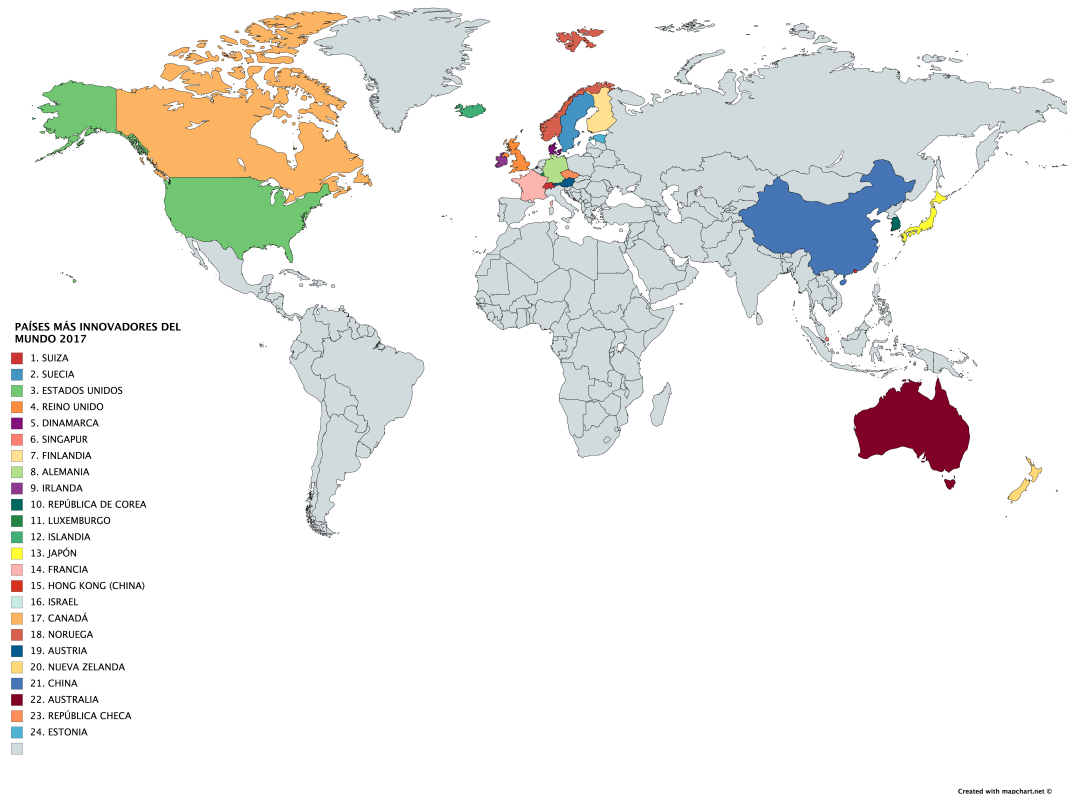 PAÍSES MÁS INNOVADORES DEL
MUNDO 2017
1. SUIZA
2. SUECIA
3. ESTADOS UNIDOS
4. REINO UNIDO
5. DINAMARCA
6. SINGAPUR
7. FINLANDIA
8. ALEMANIA
9. IRLANDA
10. REPÚBLICA DE COREA
11. LUXEMBURGO
12. ISLANDIA
13. JAPÓN
14. FRANCIA
15. HONG KONG (CHINA)
16. ISRAEL
17. CANADÁ
18. NORUEGA
19. AUSTRIA
20. NUEVA ZELANDA
21. CHINA
22. AUSTRALIA
23. REPÚBLICA CHECA
24. ESTONIA
Created with mapchart.net ©